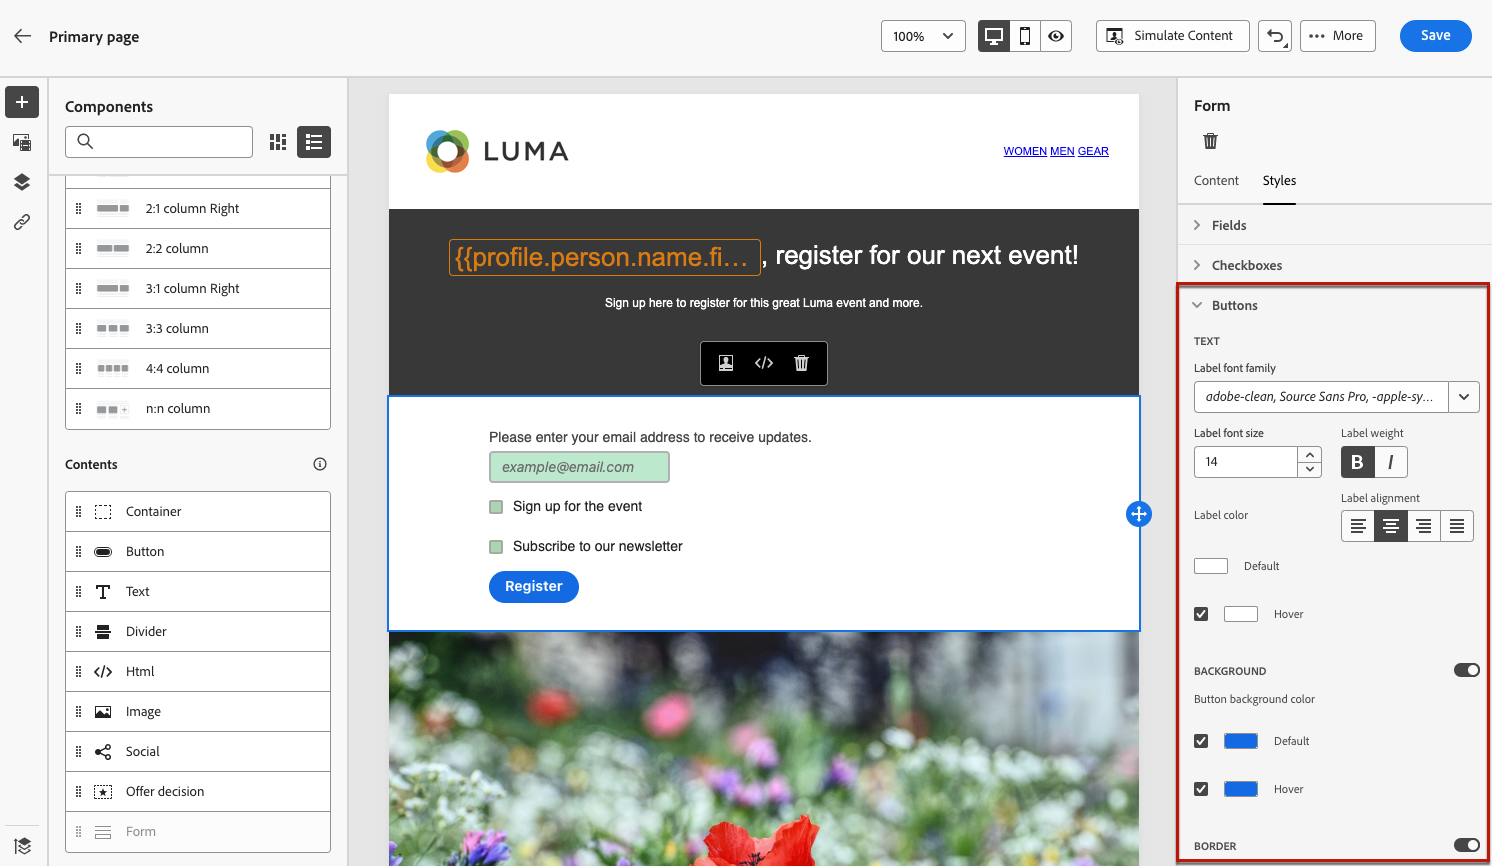 Primary page
100%
Simulate Content
More
Save
Components
2:1 column Right
2:2 column
3:1 column Right
3:3 column
4:4 column
n:n column
Contents
Container
Button
Text
Divider
Html
Image
Social
Offer decision
Form
LUMA
WOMEN MEN GEAR
{{profile.person.name.fi… , register for our next event!
Sign up here to register for this great Luma event and more.
Please enter your email address to receive updates.
example@email.com
Sign up for the event
Subscribe to our newsletter
Register
Form
Content Styles
Fields
Checkboxes
Buttons
TEXT
Label font family
adobe-clean, Source Sans Pro, -apple-sy...
Label font size Label weight
14 B I
Label alignment
Label color
Default
Hover
BACKGROUND
Button background color
Default
Hover
BORDER